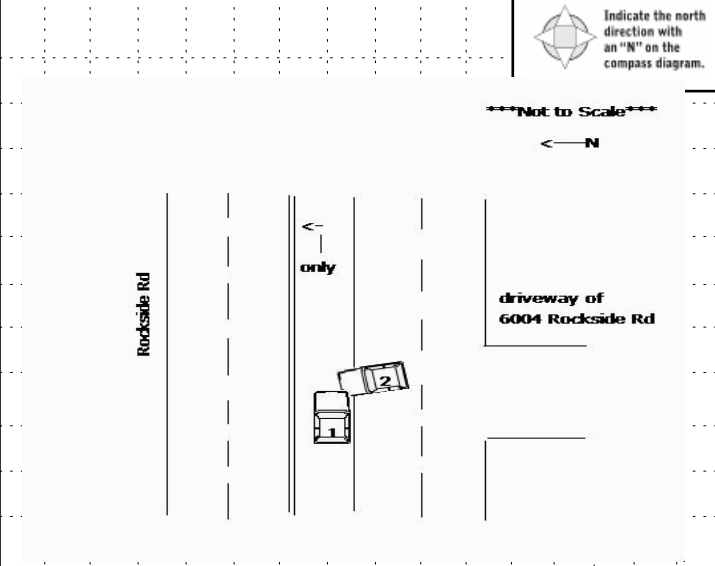 Indicate the north
direction with
an "N" on the
compass diagram.
***Not to Scale***
<—N
only
Rockside Rd
driveway of
6004 Rockside Rd
2
1